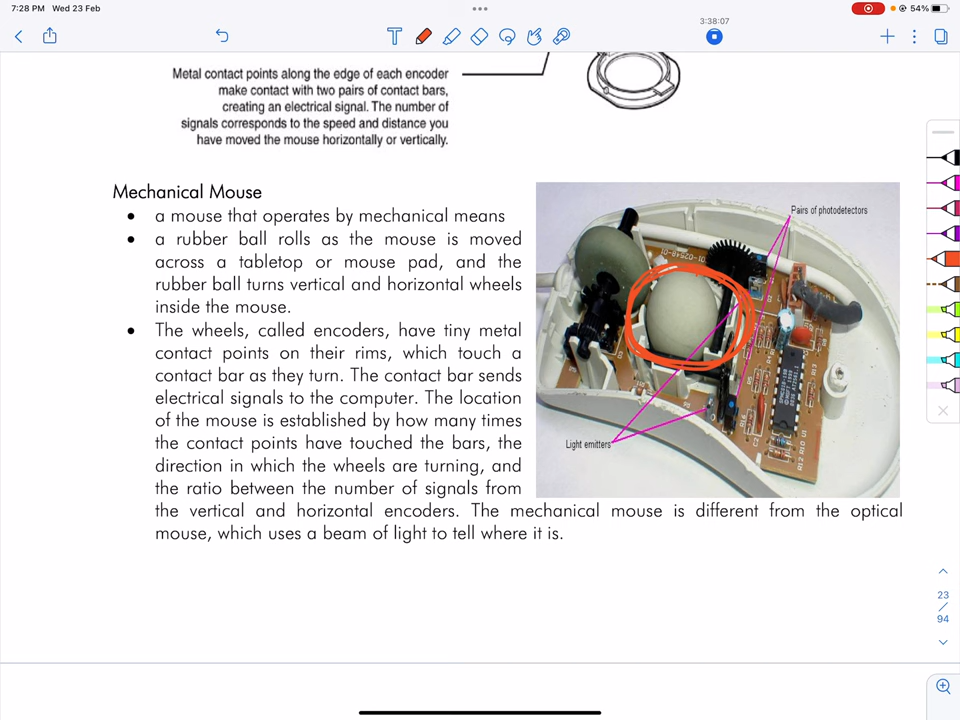 7:28 PM Wed 23 Feb
54%
3:38:07
T
Metal contact points along the edge of each encoder
make contact with two pairs of contact bars,
creating an electrical signal. The number of
signals corresponds to the speed and distance you
have moved the mouse horizontally or vertically.
Mechanical Mouse
• a mouse that operates by mechanical means
• a rubber ball rolls as the mouse is moved
across a tabletop or mouse pad, and the
rubber ball turns vertical and horizontal wheels
inside the mouse.
• The wheels, called encoders, have tiny metal
contact points on their rims, which touch a
contact bar as they turn. The contact bar sends
electrical signals to the computer. The location
of the mouse is established by how many times
the contact points have touched the bars, the
direction in which the wheels are turning, and
the ratio between the number of signals from
the vertical and horizontal encoders. The mechanical mouse is different from the optical
mouse, which uses a beam of light to tell where it is.
Pairs of photodetectors
Light emitters
23
/
94